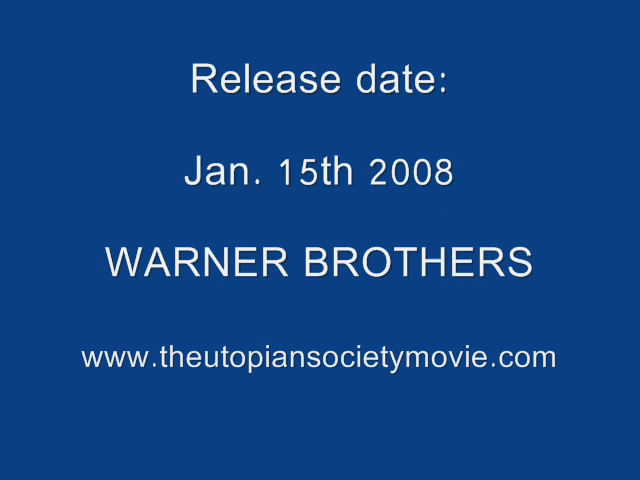 Release date:
Jan. 15th 2008
WARNER BROTHERS
www.theutopiansocietymovie.com